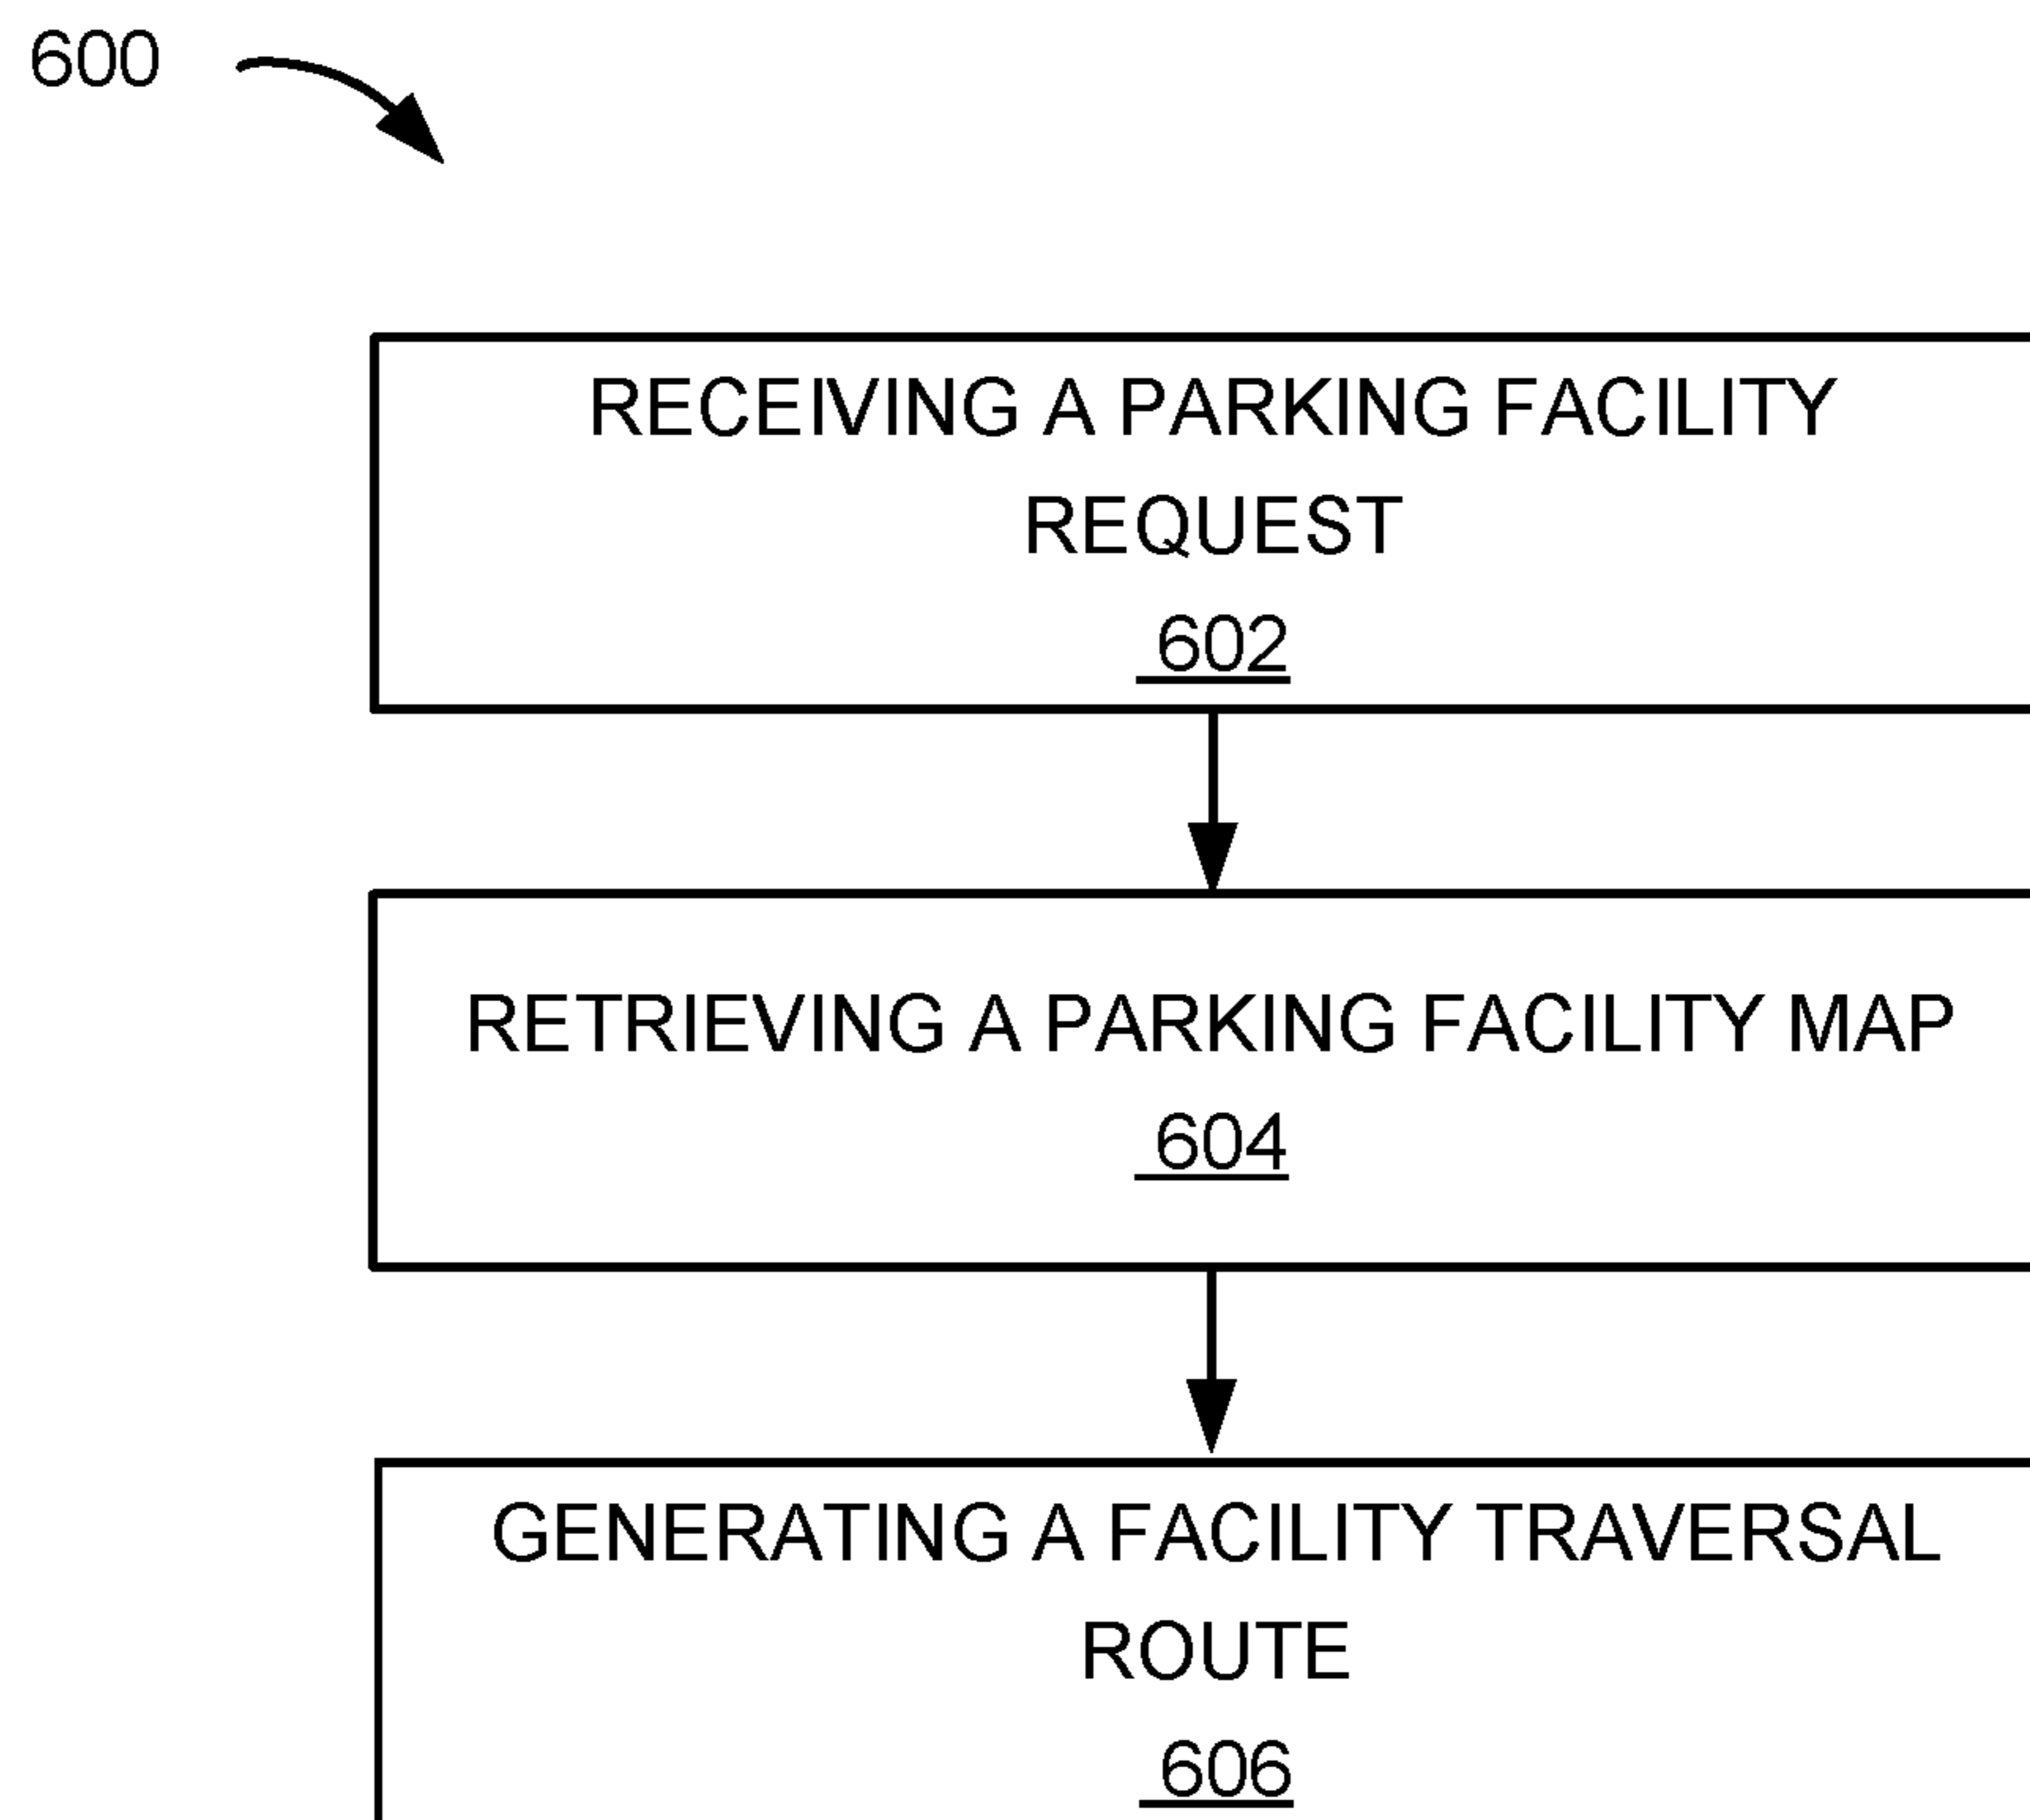 600
RECEIVING A PARKING FACILITY
REQUEST
602
RETRIEVING A PARKING FACILITY MAP
604
GENERATING A FACILITY TRAVERSAL
ROUTE
606